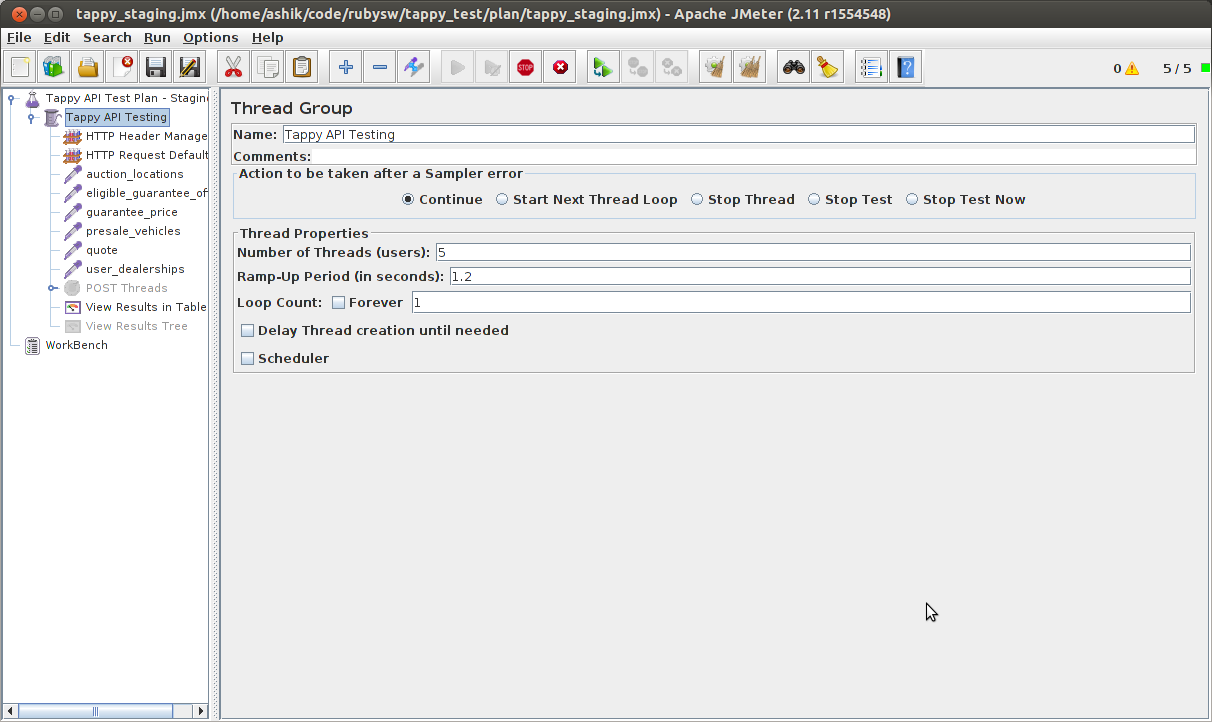 tappy_staging.jmx (/home/ashik/code/rubysw/tappy_test/plan/tappy_staging.jmx) - Apache JMeter (2.11 r1554548)
File Edit Search Run Options Help
STOP
?
0 5 / 5
Tappy API Test Plan - Staging
Tappy API Testing
HTTP Header Manage
HTTP Request Default
auction_locations
eligible_guarantee_of
guarantee_price
presale_vehicles
quote
user_dealerships
POST Threads
View Results in Table
View Results Tree
WorkBench
Thread Group
Name: Tappy API Testing
Comments:
Action to be taken after a Sampler error
Continue Start Next Thread Loop Stop Thread Stop Test Stop Test Now
Thread Properties
Number of Threads (users): 5
Ramp-Up Period (in seconds): 1.2
Loop Count: Forever 1
Delay Thread creation until needed
Scheduler